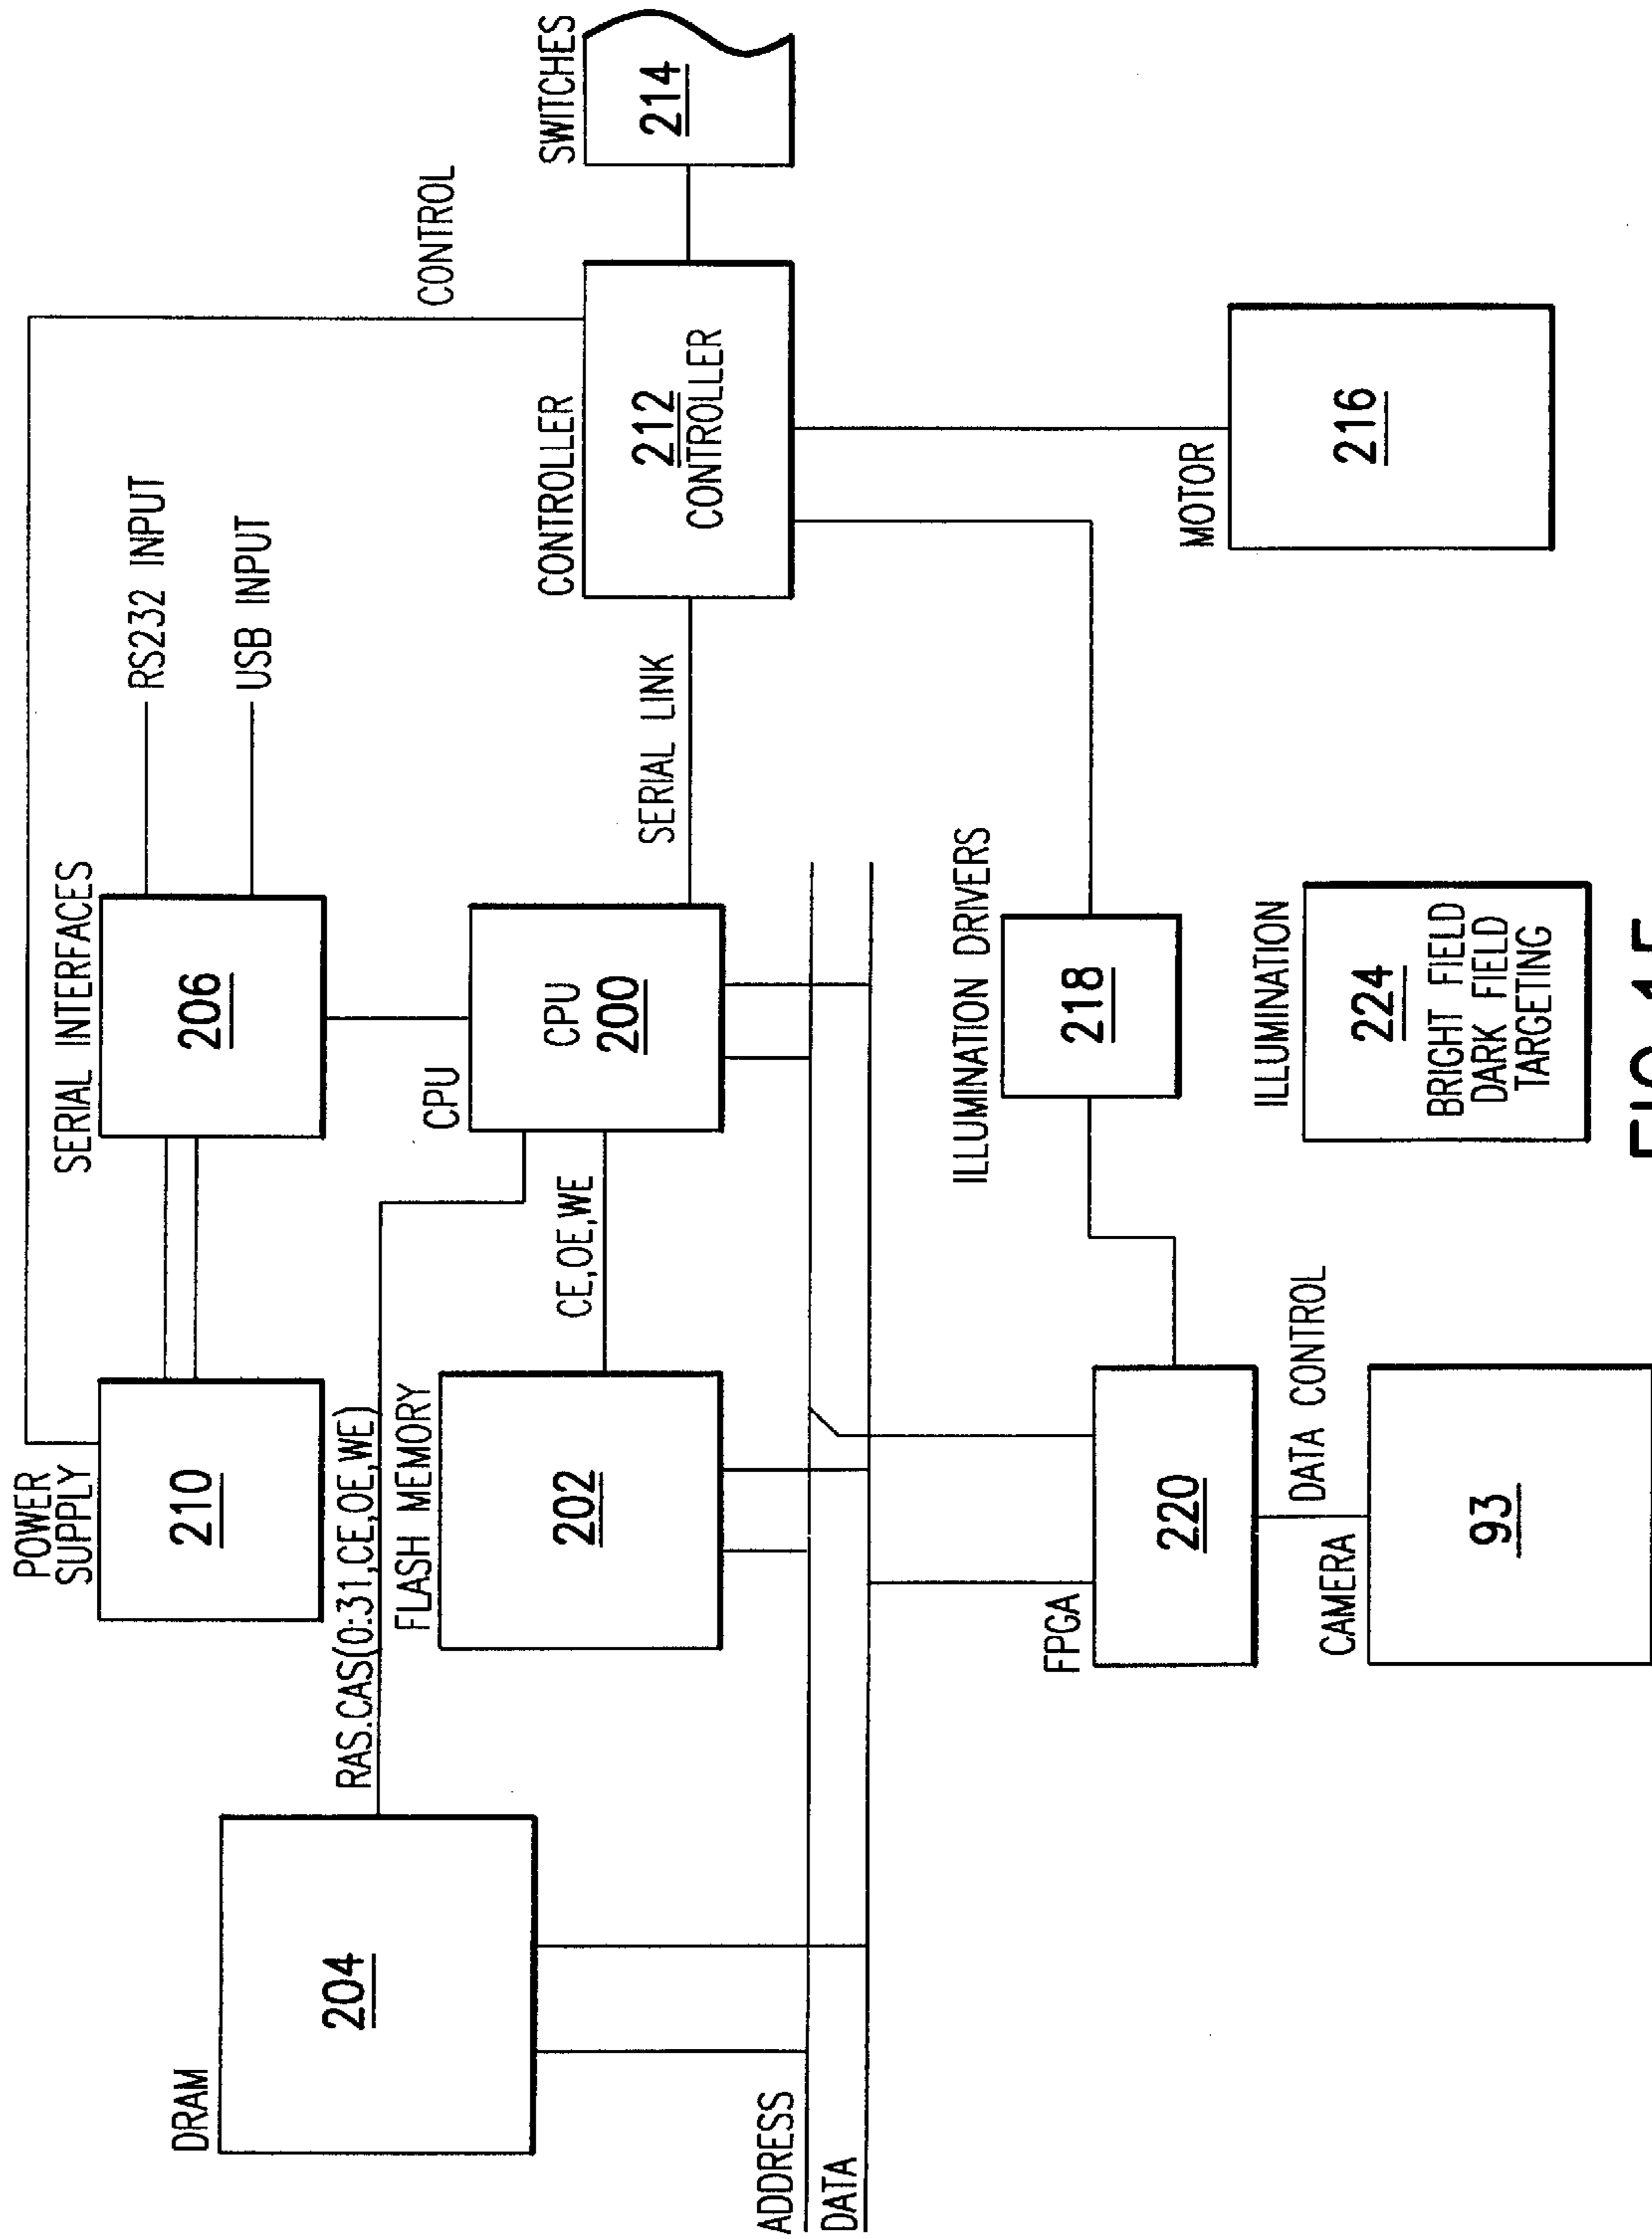 POWER
SUPPLY
210
SERIAL INTERFACES
206
RS232 INPUT
USB INPUT
CONTROL
DRAM
204
RAS.CAS(0:31,CE,OE,WE)
FLASH MEMORY
202
CE,OE,WE
CPU
CPU
200
SERIAL LINK
CONTROLLER
212
CONTROLLER
SWITCHES
214
ADDRESS
DATA
FPGA
220
ILLUMINATION DRIVERS
218
MOTOR
216
DATA CONTROL
CAMERA
93
ILLUMINATION
224
BRIGHT FIELD
DARK FIELD
TARGETING
FIG.